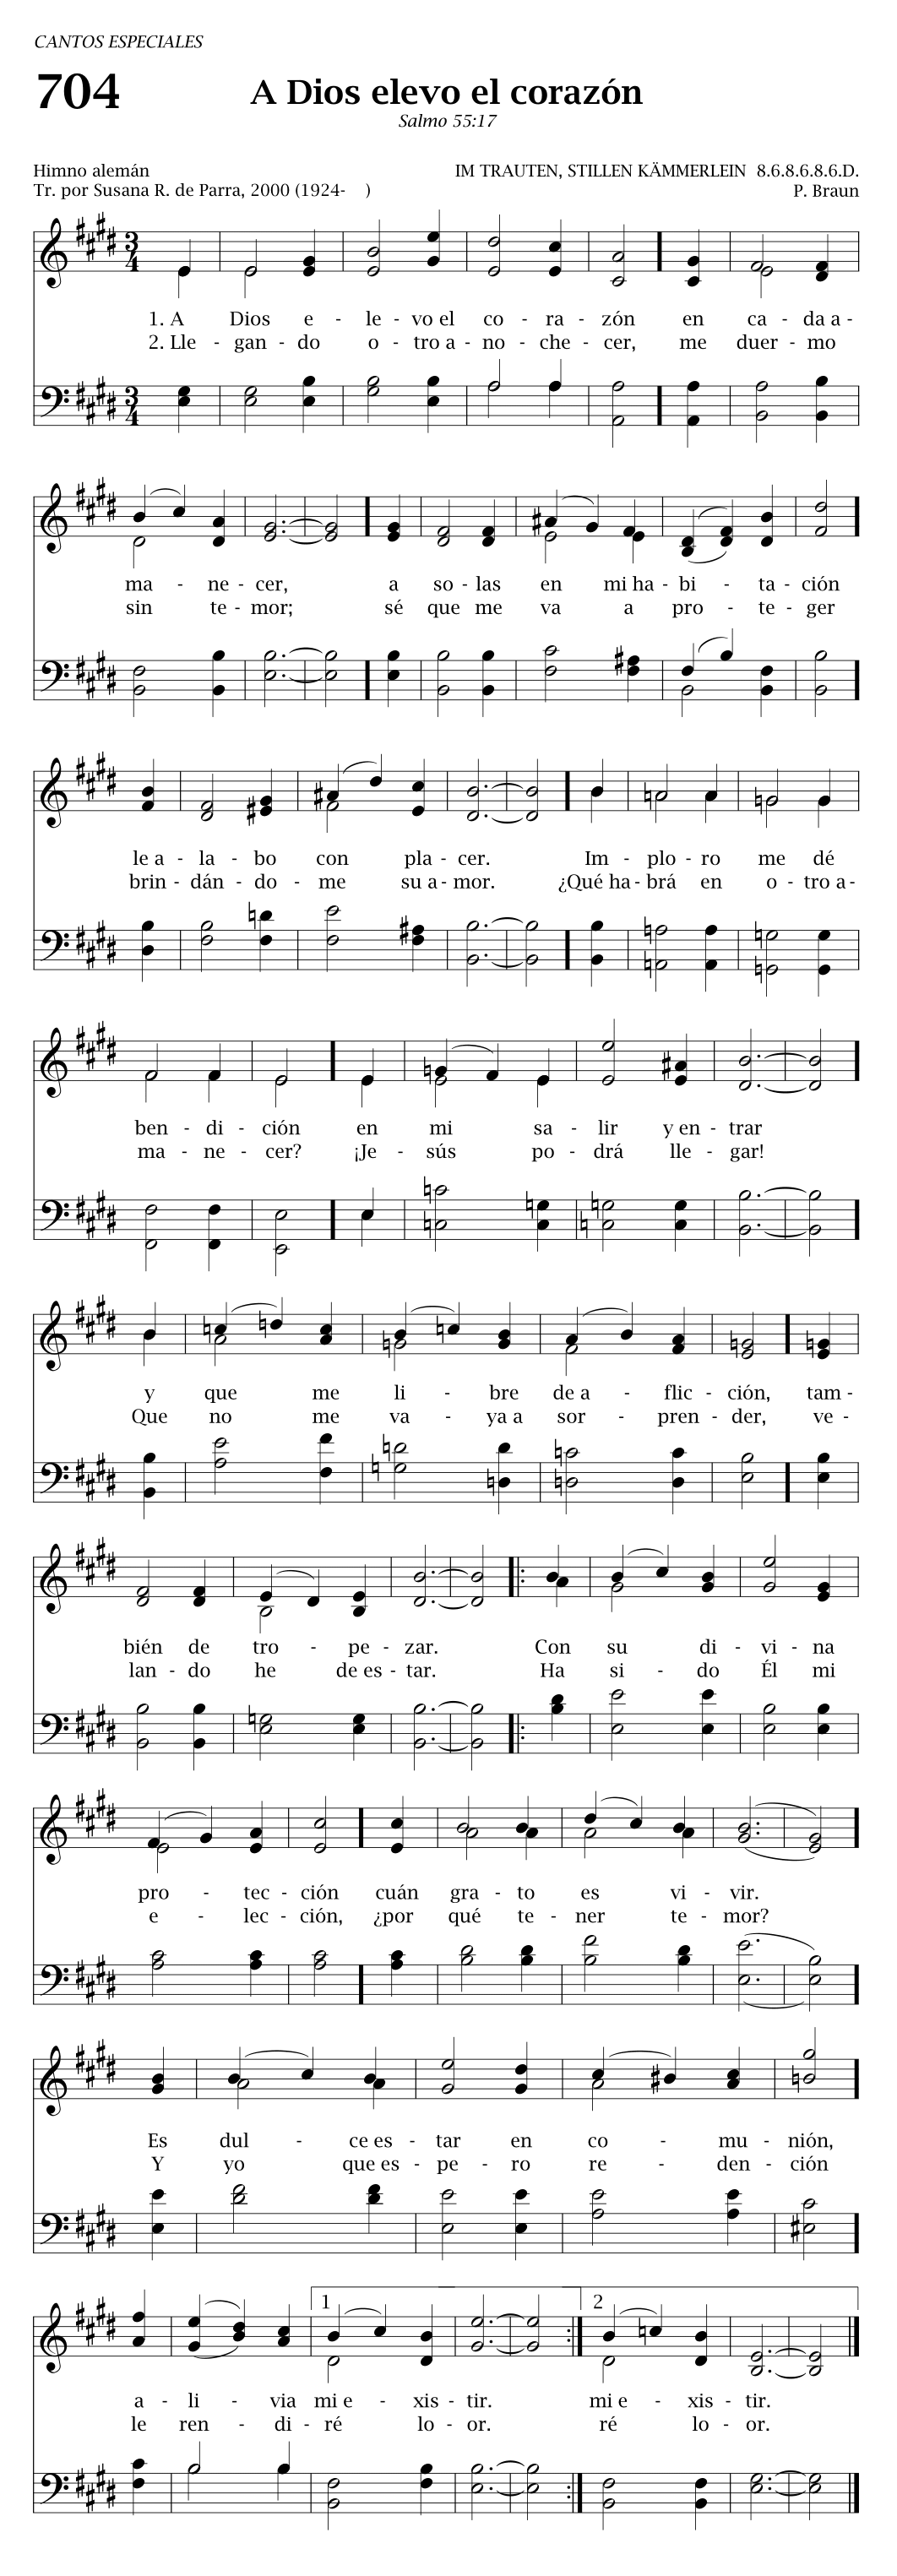 CANTOS ESPECIALES
704
A Dios elevo el corazón
Salmo 55:17
Himno alemán
IM TRAUTEN, STILLEN KÄMMERLEIN 8.6.8.6.8.6.D.
Tr. por Susana R. de Parra, 2000 (1924- )
P. Braun
3
4
1. A Dios e - le - vo el co - ra - zón en ca - da a -
2. Lle - gan - do o - tro a - no - che - cer, me duer - mo
3
4
ma - ne - cer, a so - las en mi ha - bi - ta - ción
sin te - mor; sé que me va a pro - te - ger
le a - la - bo con pla - cer. Im - plo - ro me dé
brin - dán - do - me su a - mor. ¿Qué ha - brá en o - tro a -
ben - di - ción en mi sa - lir y en - trar
ma - ne - cer? ¡Je - sús po - drá lle - gar!
y que me li - bre de a - flic - ción, tam -
Que no me va - ya a sor - pren - der, ve -
bién de tro - pe - zar. Con su di - vi - na
lan - do he de es - tar. Ha si - do Él mi
pro - tec - ción cuán gra - to es vi - vir.
e - lec - ción, ¿por qué te - ner te - mor?
Es dul - ce es - tar en co - mu - nión,
Y yo que es - pe - ro re - den - ción
1 2
a - li - via mi e - xis - tir. mi e - xis - tir.
le ren - di - ré lo - or. ré lo - or.